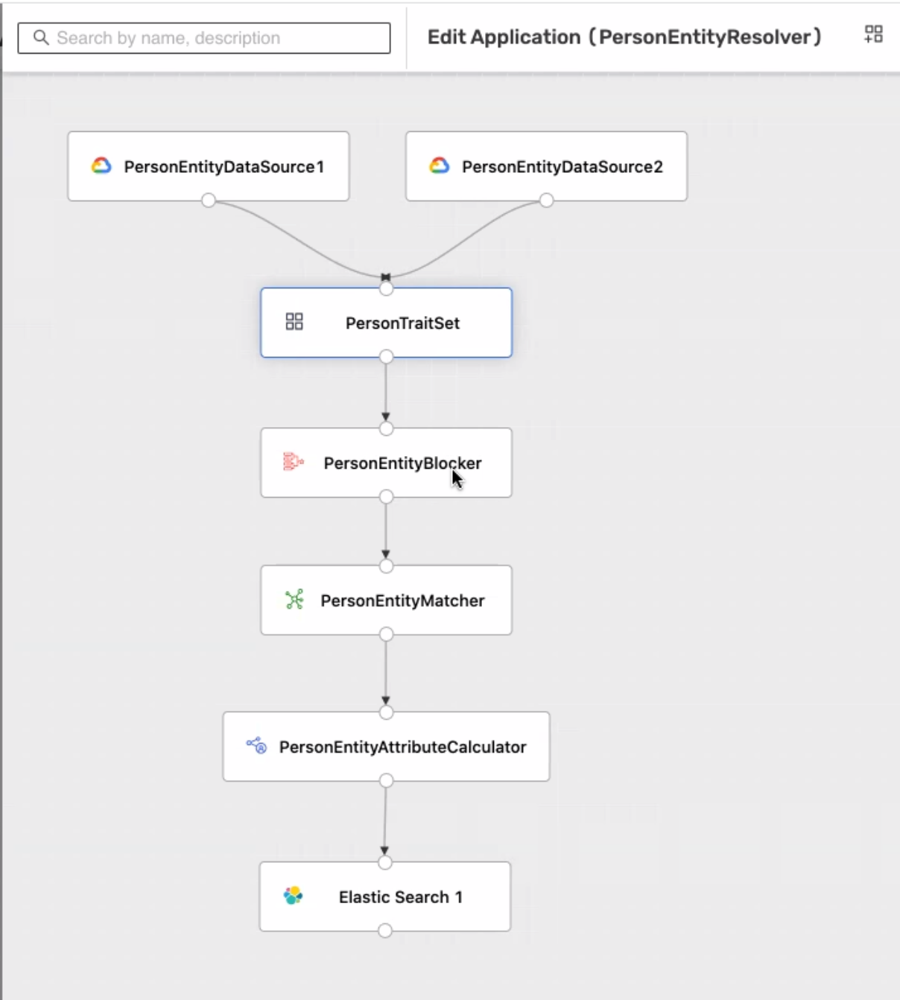 Search by name, description
Edit Application (PersonEntityResolver)
PersonEntityDataSource1
PersonEntityDataSource2
PersonTraitSet
PersonEntityBlocker
PersonEntityMatcher
PersonEntityAttributeCalculator
Elastic Search 1